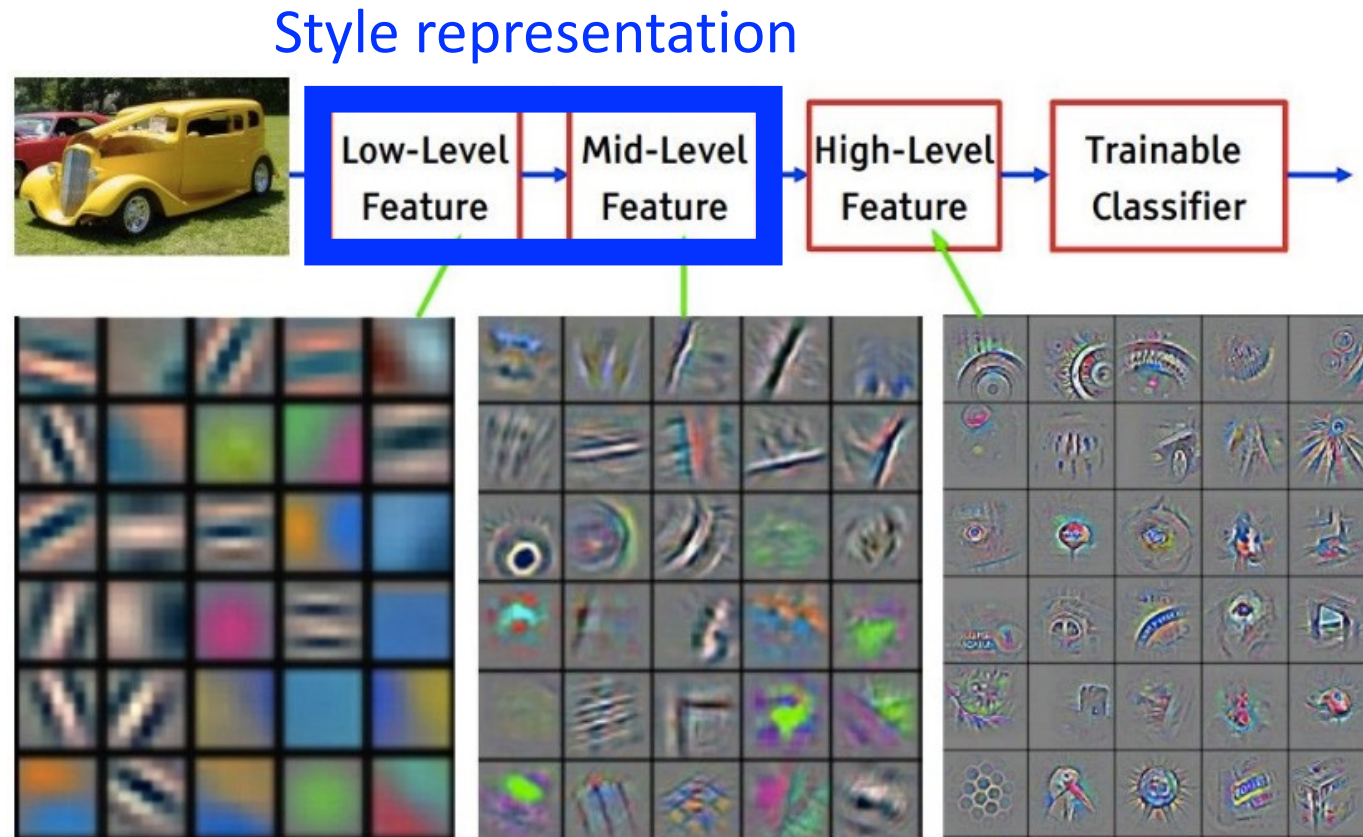 Style representation
Low-Level
Feature
Mid-Level
Feature
High-Level
Feature
Trainable
Classifier